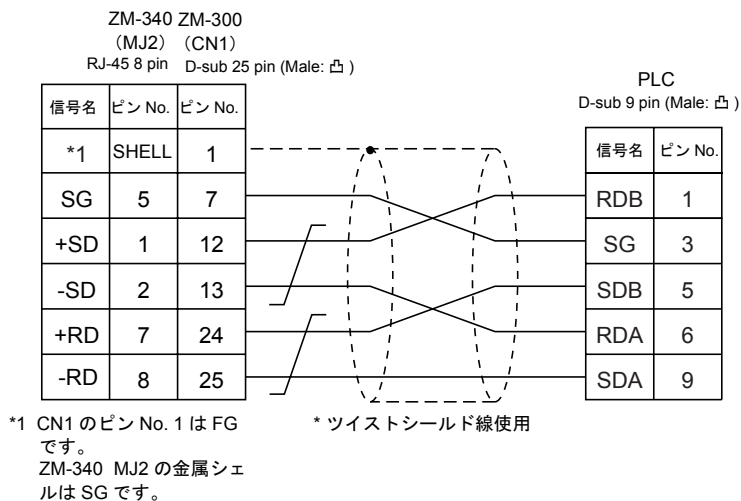 ZM-340 ZM-300
(MJ2) (CN1)
RJ-45 8 pin D-sub 25 pin (Male: 凸)
信号名 ピン No. ピン No.
*1 SHELL 1
SG 5 7
+SD 1 12
-SD 2 13
+RD 7 24
-RD 8 25
PLC
D-sub 9 pin (Male: 凸)
信号名 ピン No.
RDB 1
SG 3
SDB 5
RDA 6
SDA 9
*1 CN1 のピン No. 1 は FG
です。
ZM-340 MJ2 の金属シェ
ルは SG です。
* ツイストシールド線使用